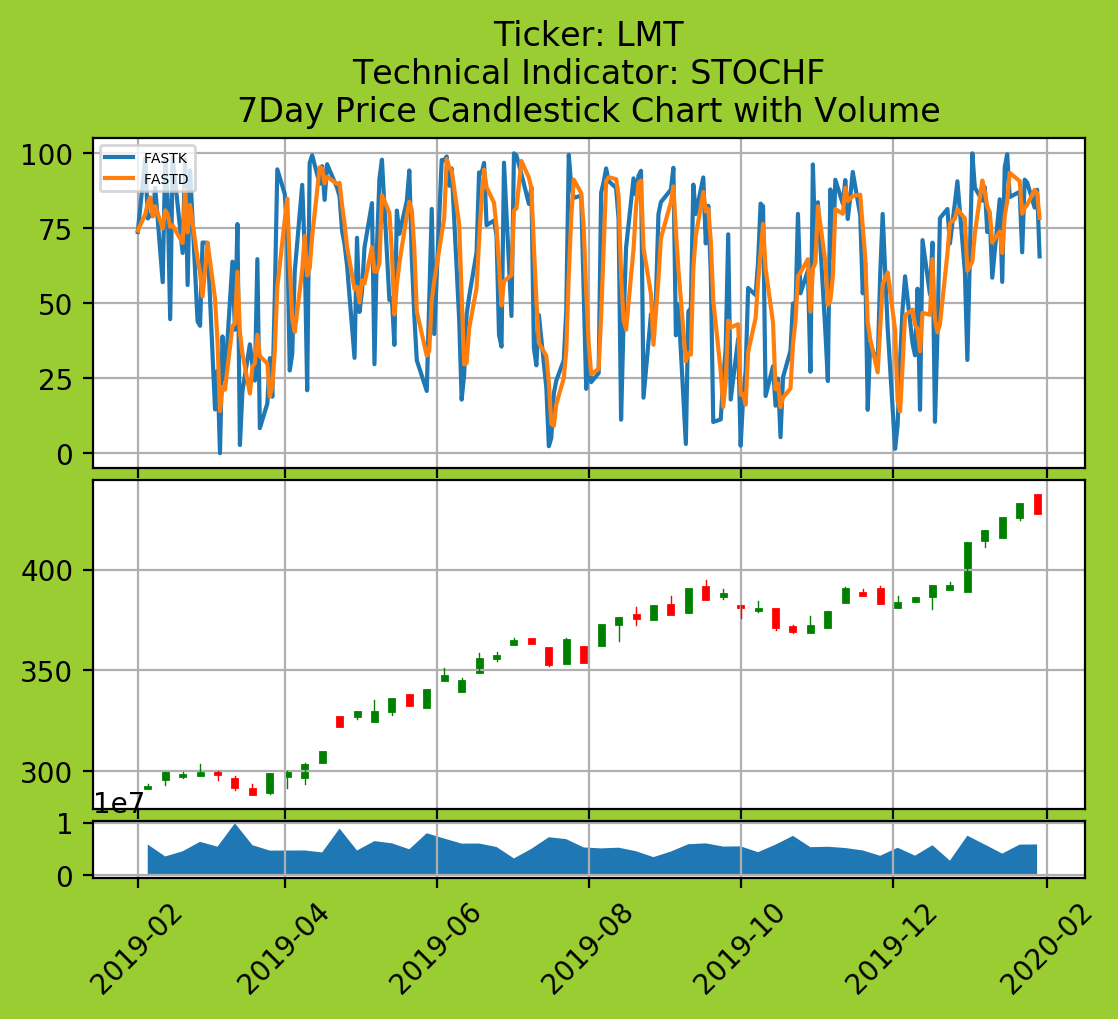 Ticker: LMT
Technical Indicator: STOCHF
7Day Price Candlestick Chart with Volume
100
FASTK
FASTD
75
50
25
0
400
350
300
1e7
1
0
2019-02
2019-04
2019-06
2019-08
2019-10
2019-12
2020-02